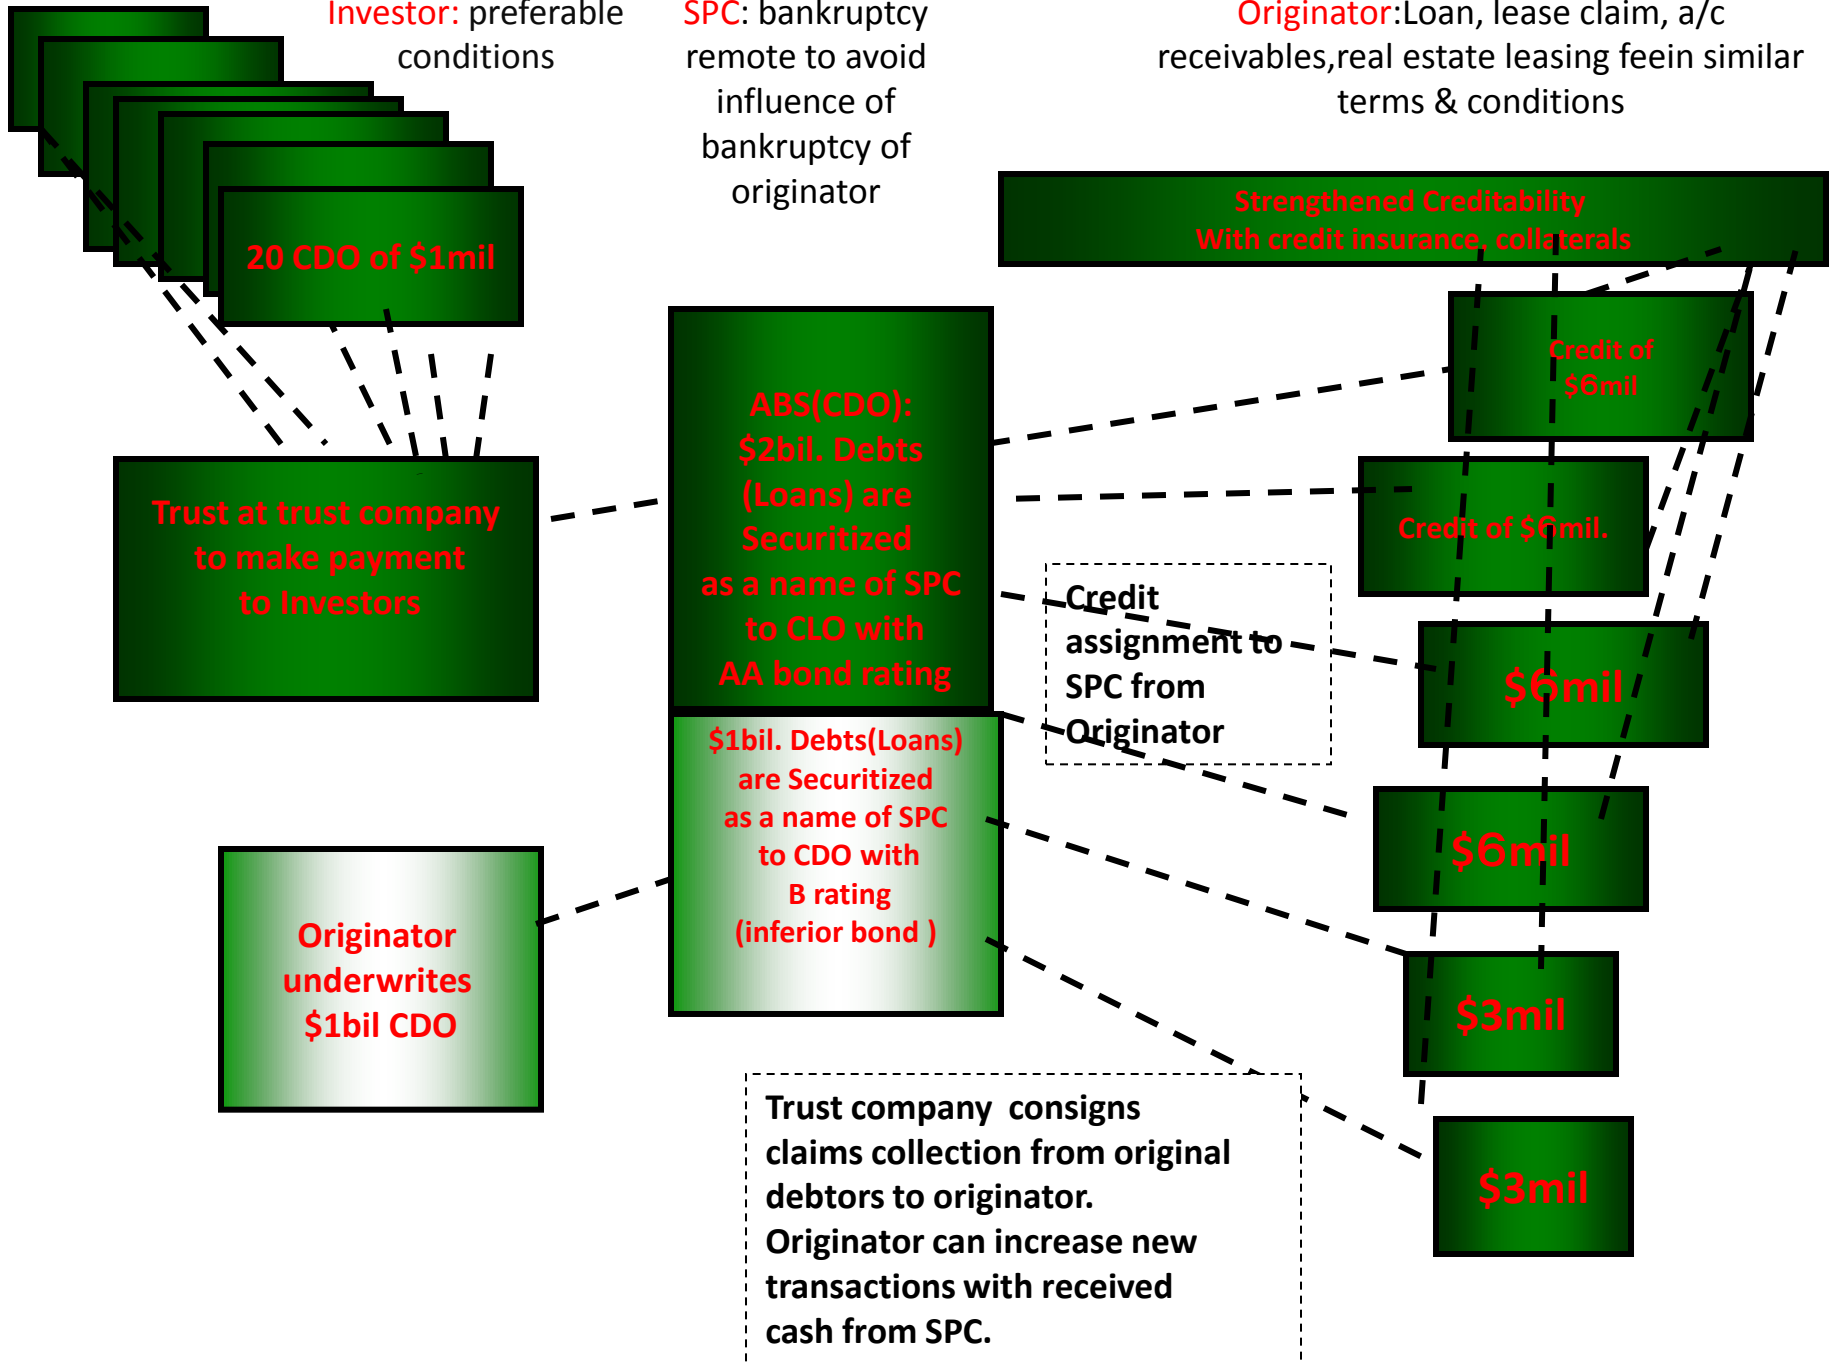 Investor: preferable
conditions
SPC: bankruptcy
remote to avoid
influence of
bankruptcy of
originator
Originator:Loan, lease claim, a/c
receivables,real estate leasing feein similar
terms & conditions
Strengthened Creditability
With credit insurance, collaterals
20 CDO of $1mil
Trust at trust company
to make payment
to Investors
ABS(CDO):
$2bil. Debts
(Loans) are
Securitized
as a name of SPC
to CLO with
AA bond rating
$1bil. Debts(Loans)
are Securitized
as a name of SPC
to CDO with
B rating
(inferior bond )
Originator
underwrites
$1bil CDO
Credit
assignment to
SPC from
Originator
Credit of
$6mil
Credit of $6mil.
$6mil
$6mil
$3mil
$3mil
Trust company  consigns
claims collection from original
debtors to originator.
Originator can increase new
transactions with received
cash from SPC.